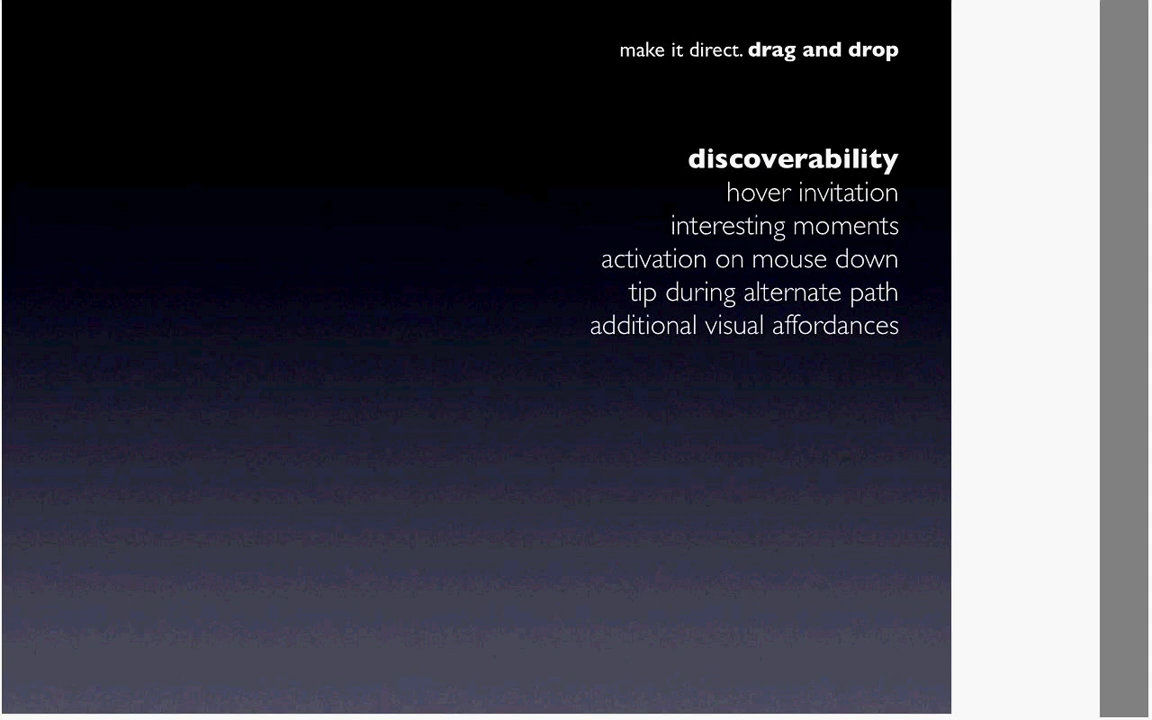 make it direct. drag and drop
discoverability
hover invitation
interesting moments
activation on mouse down
tip during alternate path
additional visual affordances